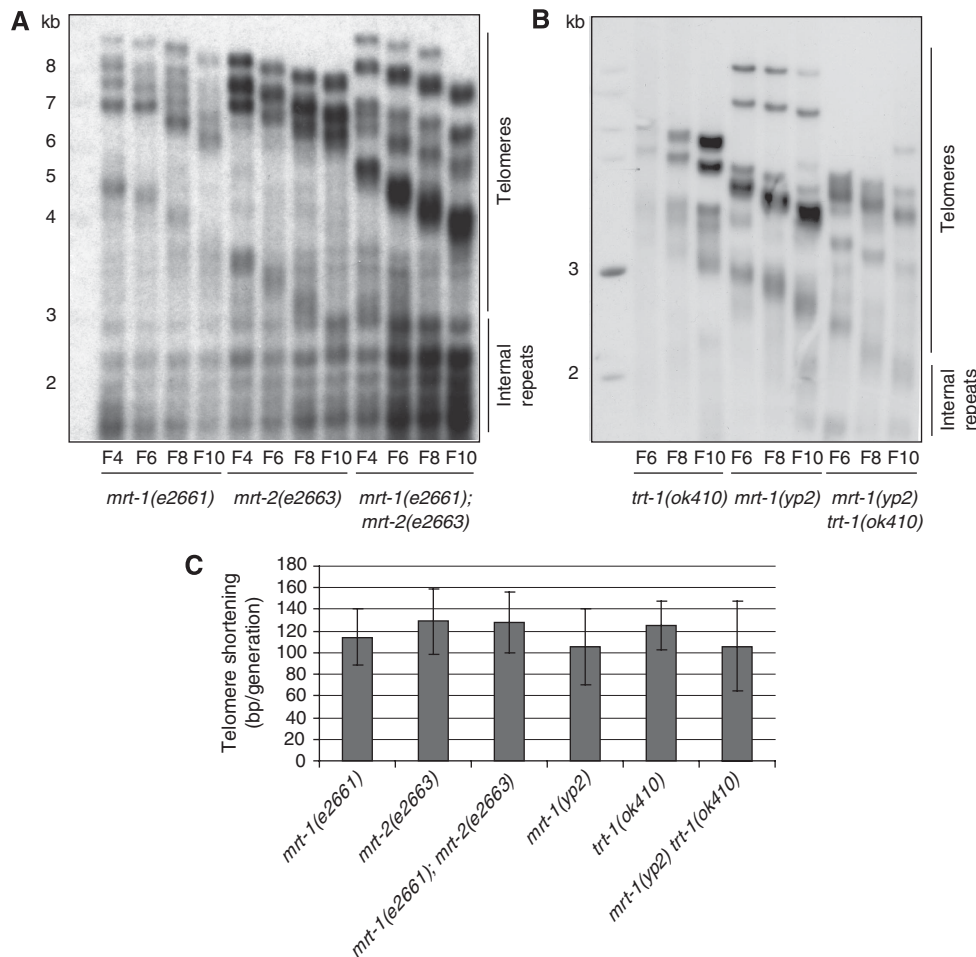 A
kb
8
7
6
5
4
3
2
Telomeres
Internal
repeats
F4 F6 F8 F10 F4 F6 F8 F10 F4 F6 F8 F10
mrt-1(e2661) mrt-2(e2663) mrt-1(e2661);
mrt-2(e2663)
B
kb
3
2
Telomeres
Internal
repeats
F6 F8 F10 F6 F8 F10 F6 F8 F10
trt-1(ok410) mrt-1(yp2) mrt-1(yp2)
trt-1(ok410)
C
Telomere shortening
(bp/generation)
180
160
140
120
100
80
60
40
20
0
mrt-1(e2661)
mrt-2(e2663)
mrt-1(e2661); mrt-2(e2663)
mrt-1(yp2)
trt-1(ok410)
mrt-1(yp2) trt-1(ok410)